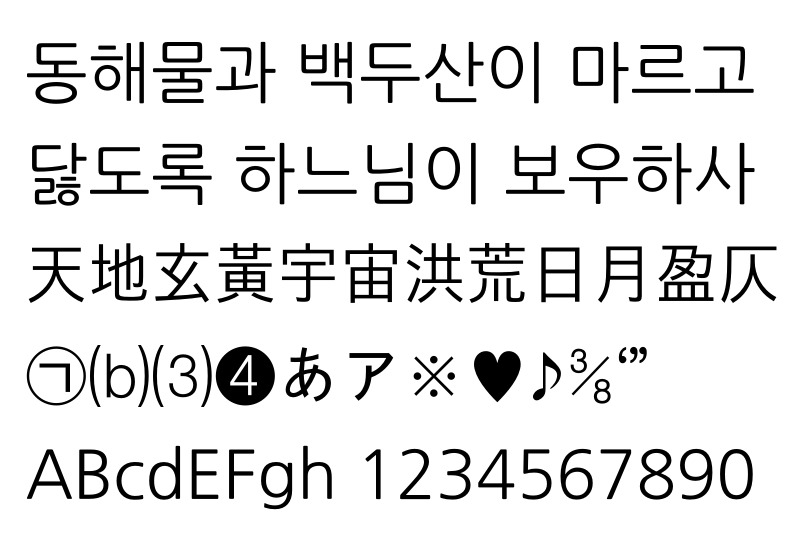 동해물과 백두산이 마르고
닳도록 하느님이 보우하사
天地玄黃宇宙洪荒日月盈仄
㉠⒝⑶❹あア※♥♪⅜‘”
ABcdEFgh 1234567890